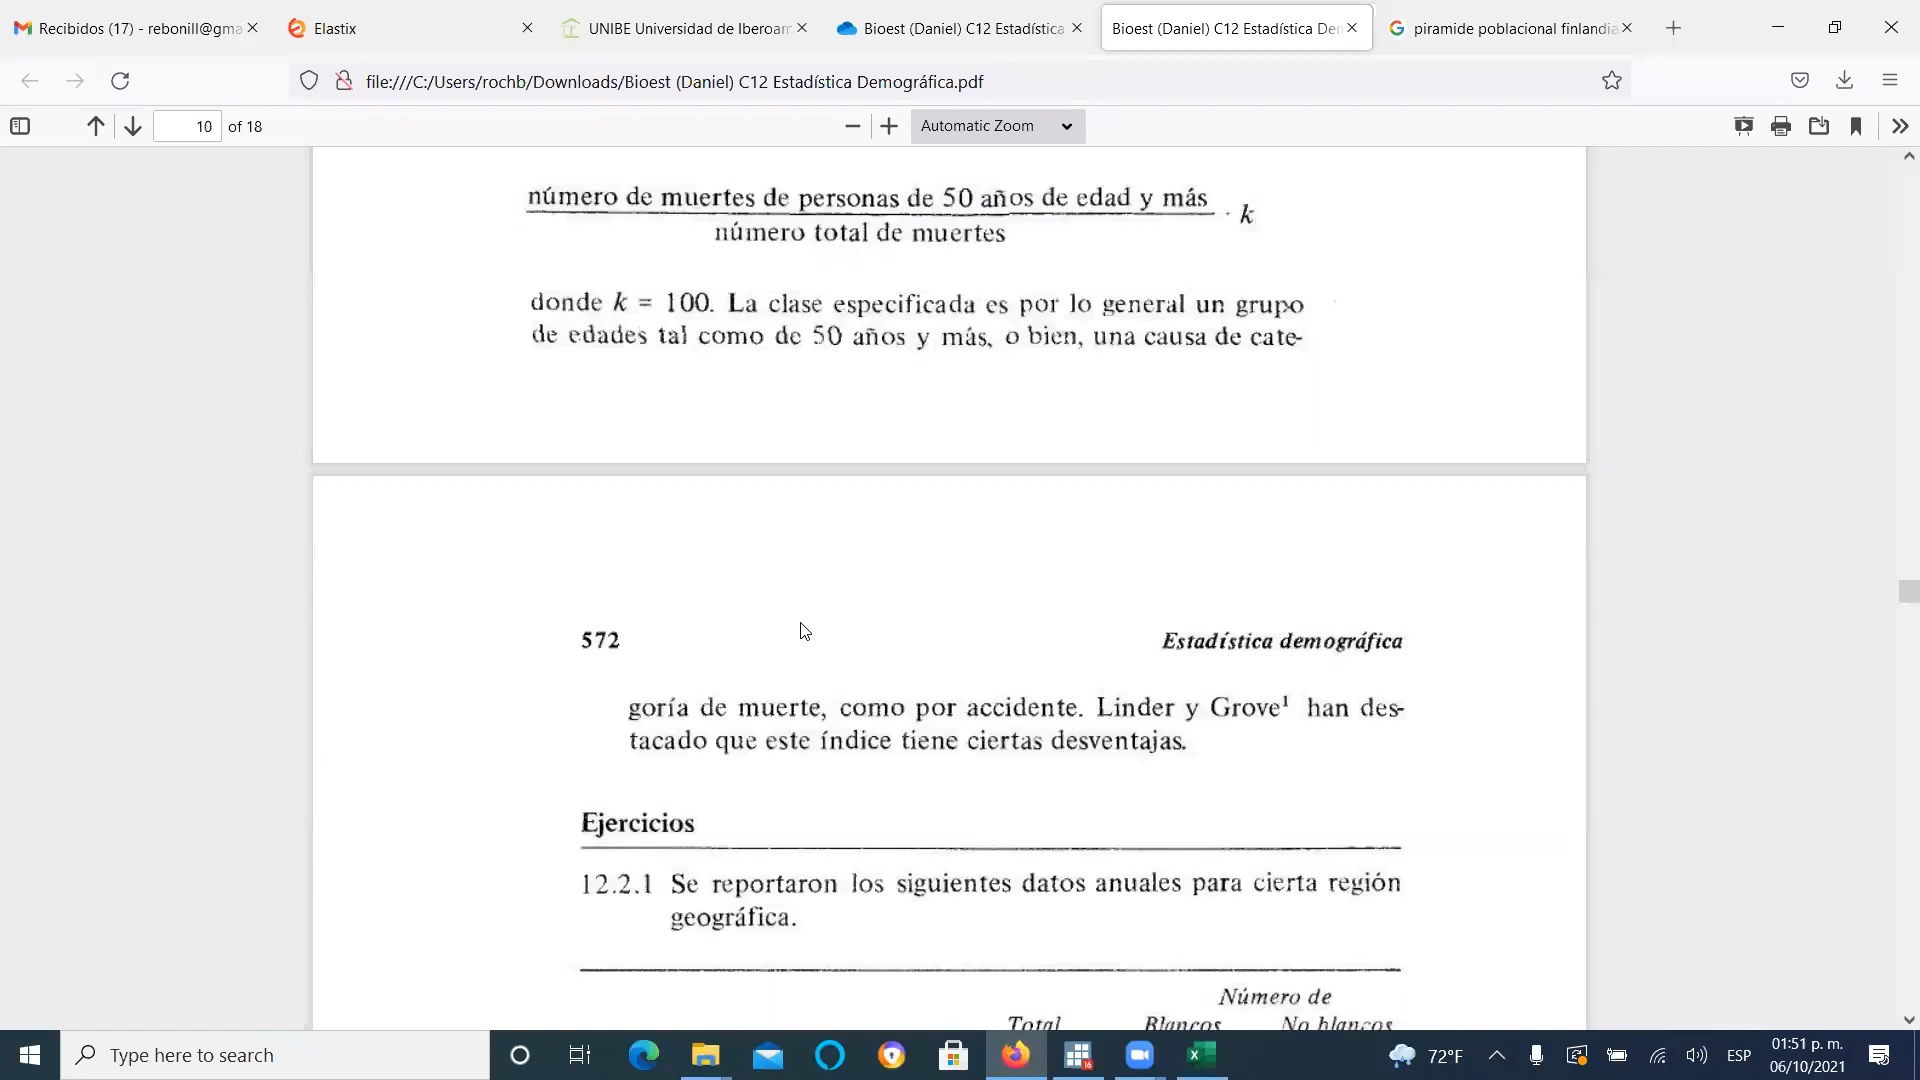 Recibidos (17) - rebonill@gma
Elastix
UNIBE Universidad de Iberoam
Bioest (Daniel) C12 Estadística
Bioest (Daniel) C12 Estadística De
piramide poblacional finlandia
file:///C:/Users/rochb/Downloads/Bioest (Daniel) C12 Estadística Demográfica.pdf
10 of 18
Automatic Zoom
número de muertes de personas de 50 años de edad y más
· k
número total de muertes
donde k = 100. La clase especificada es por lo general un grupo
de edades tal como de 50 años y más, o bien, una causa de cate-
572 Estadística demográfica
goría de muerte, como por accidente. Linder y Grove¹ han des-
tacado que este índice tiene ciertas desventajas.
Ejercicios
12.2.1 Se reportaron los siguientes datos anuales para cierta región
geográfica.
Número de
Total Blancos No blancos
Type here to search
16
72°F
ESP
01:51 p. m.
06/10/2021